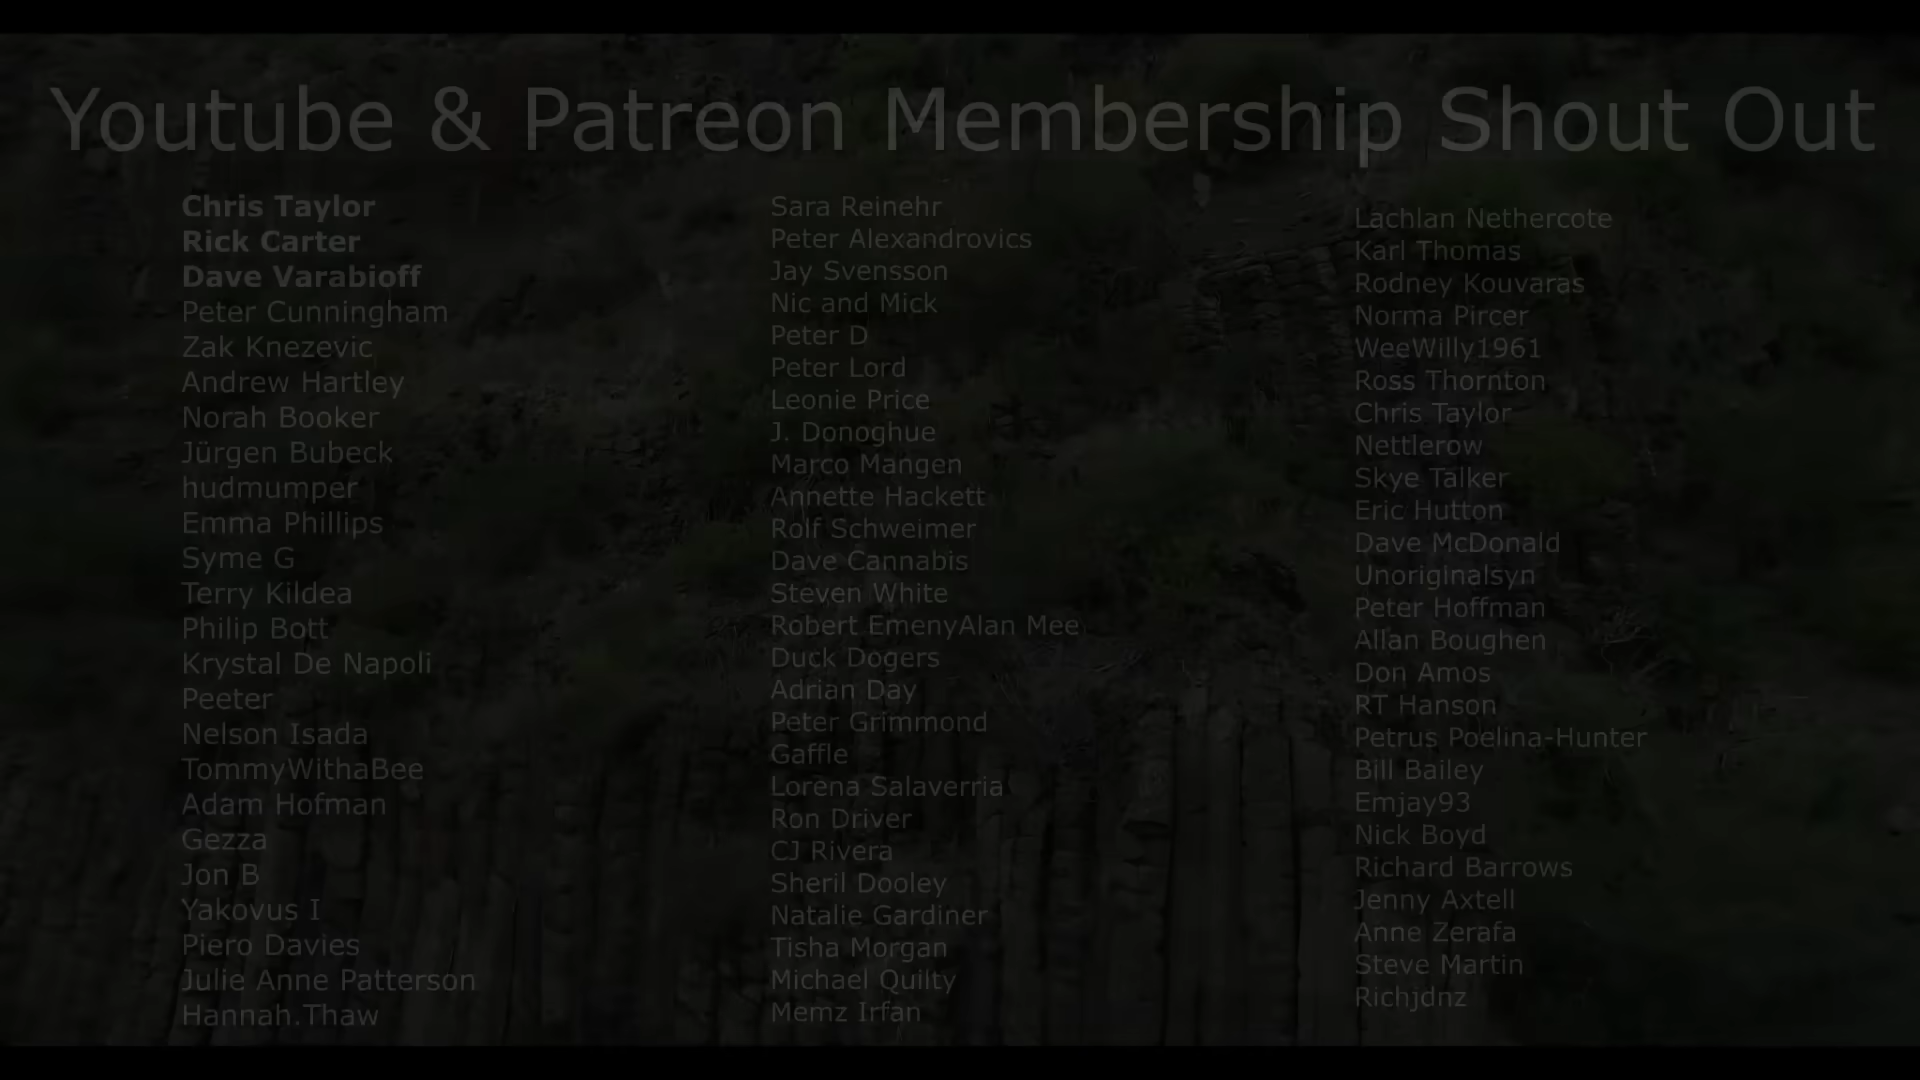 Youtube & Patreon Membership Shout Out
Chris Taylor
Rick Carter
Dave Varabioff
Peter Cunningham
Zak Knezevic
Andrew Hartley
Norah Booker
Jürgen Bubeck
hudmumper
Emma Phillips
Syme G
Terry Kildea
Philip Bott
Krystal De Napoli
Peeter
Nelson Isada
TommyWithaBee
Adam Hofman
Gezza
Jon B
Yakovus I
Piero Davies
Julie Anne Patterson
Hannah.Thaw
Sara Reinehr
Peter Alexandrovics
Jay Svensson
Nic and Mick
Peter D
Peter Lord
Leonie Price
J. Donoghue
Marco Mangen
Annette Hackett
Rolf Schweimer
Dave Cannabis
Steven White
Robert EmenyAlan Mee
Duck Dogers
Adrian Day
Peter Grimmond
Gaffle
Lorena Salaverria
Ron Driver
CJ Rivera
Sheril Dooley
Natalie Gardiner
Tisha Morgan
Michael Quilty
Memz Irfan
Lachlan Nethercote
Karl Thomas
Rodney Kouvaras
Norma Pircer
WeeWilly1961
Ross Thornton
Chris Taylor
Nettlerow
Skye Talker
Eric Hutton
Dave McDonald
Unoriginalsyn
Peter Hoffman
Allan Boughen
Don Amos
RT Hanson
Petrus Poelina-Hunter
Bill Bailey
Emjay93
Nick Boyd
Richard Barrows
Jenny Axtell
Anne Zerafa
Steve Martin
Richjdnz